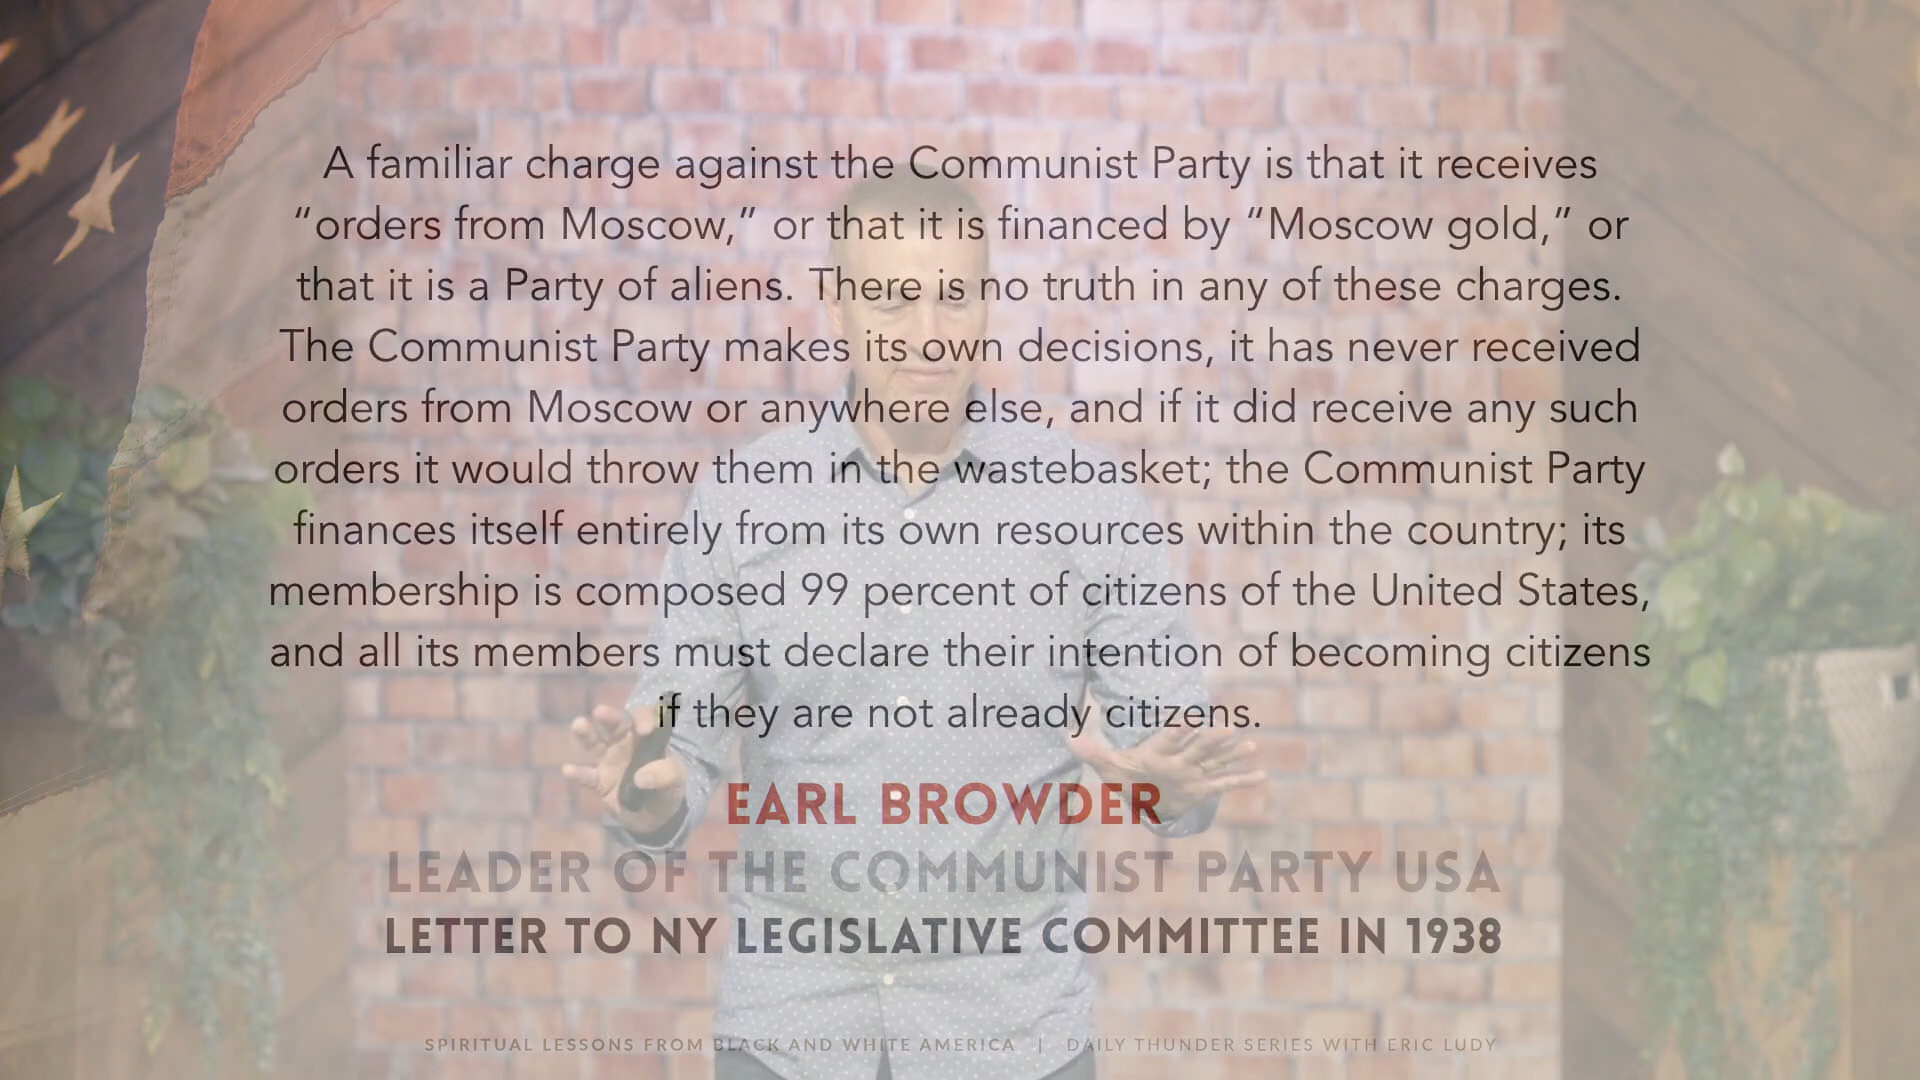 A familiar charge against the Communist Party is that it receives
“orders from Moscow,” or that it is financed by “Moscow gold,” or
that it is a Party of aliens. There is no truth in any of these charges.
The Communist Party makes its own decisions, it has never received
orders from Moscow or anywhere else, and if it did receive any such
orders it would throw them in the wastebasket; the Communist Party
finances itself entirely from its own resources within the country; its
membership is composed 99 percent of citizens of the United States,
and all its members must declare their intention of becoming citizens
if they are not already citizens.
EARL BROWDER
LEADER OF THE COMMUNIST PARTY USA
LETTER TO NY LEGISLATIVE COMMITTEE IN 1938
SPIRITUAL LESSONS FROM BLACK AND WHITE AMERICA | DAILY THUNDER SERIES WITH ERIC LUDY